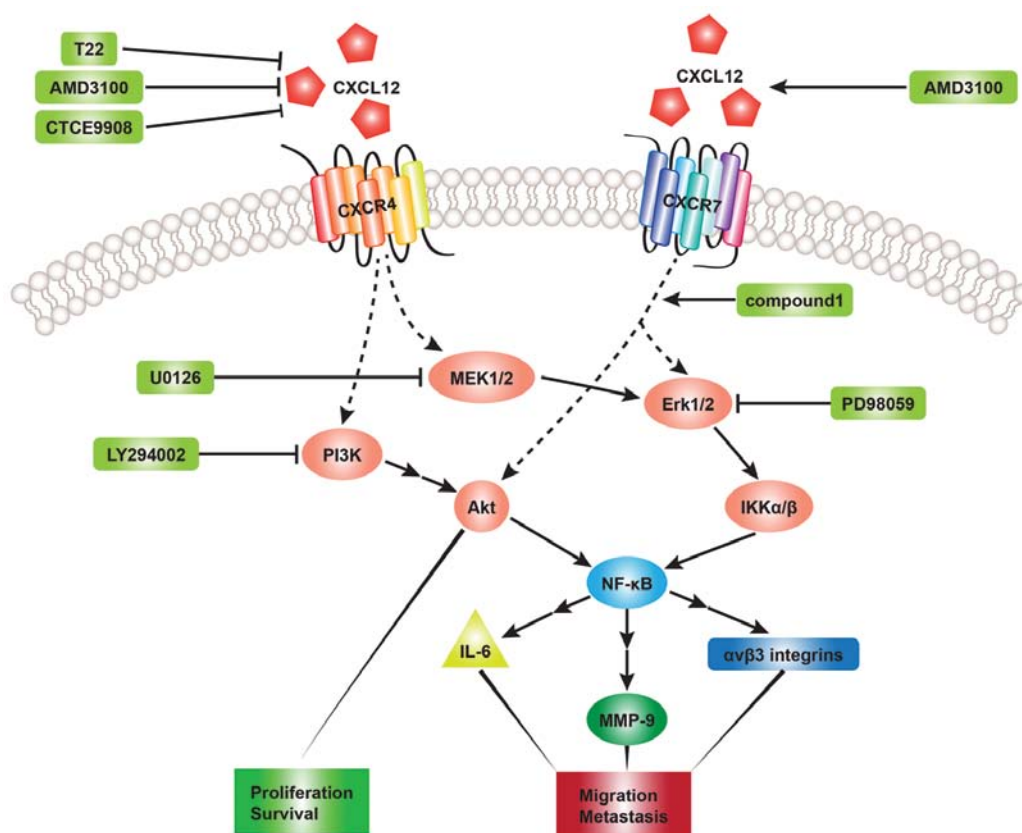 T22
AMD3100
CTCE9908
CXCL12
CXCL12
AMD3100
CXCR4
CXCR7
compound1
U0126
MEK1/2
Erk1/2
PD98059
LY294002
PI3K
Akt
IKKα/β
NF-κB
IL-6
αvβ3 integrins
MMP-9
Proliferation
Survival
Migration
Metastasis